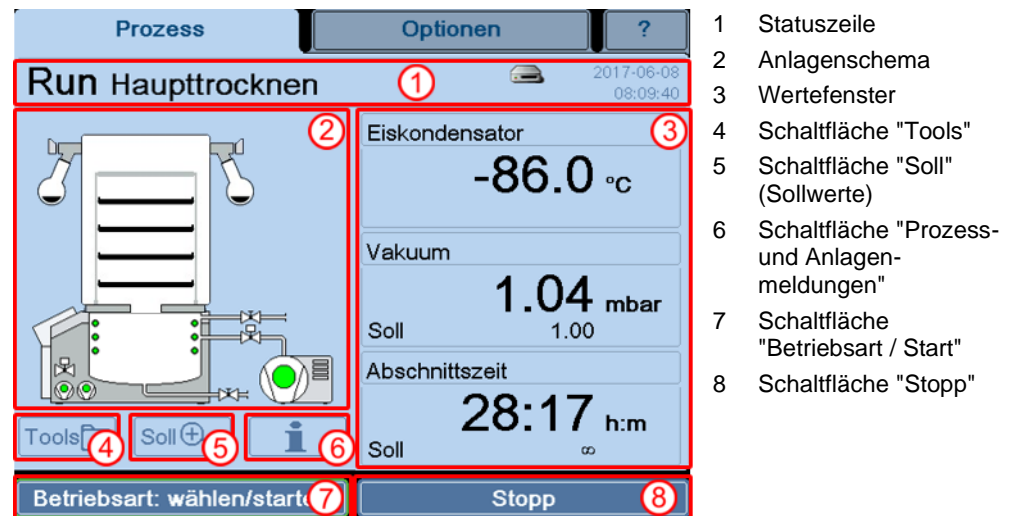 Prozess
Optionen
?
Run Haupttrocknen
1
2017-06-08
08:09:40
2
Eiskondensator
3
-86.0 °C
Vakuum
1.04 mbar
Soll 1.00
Abschnittszeit
28:17 h:m
Soll ∞
Tools
4
Soll
5
i
6
Betriebsart: wählen/starte
7
Stopp
8
1 Statuszeile
2 Anlagenschema
3 Wertefenster
4 Schaltfläche "Tools"
5 Schaltfläche "Soll"
(Sollwerte)
6 Schaltfläche "Prozess-
und Anlagen-
meldungen"
7 Schaltfläche
"Betriebsart / Start"
8 Schaltfläche "Stopp"